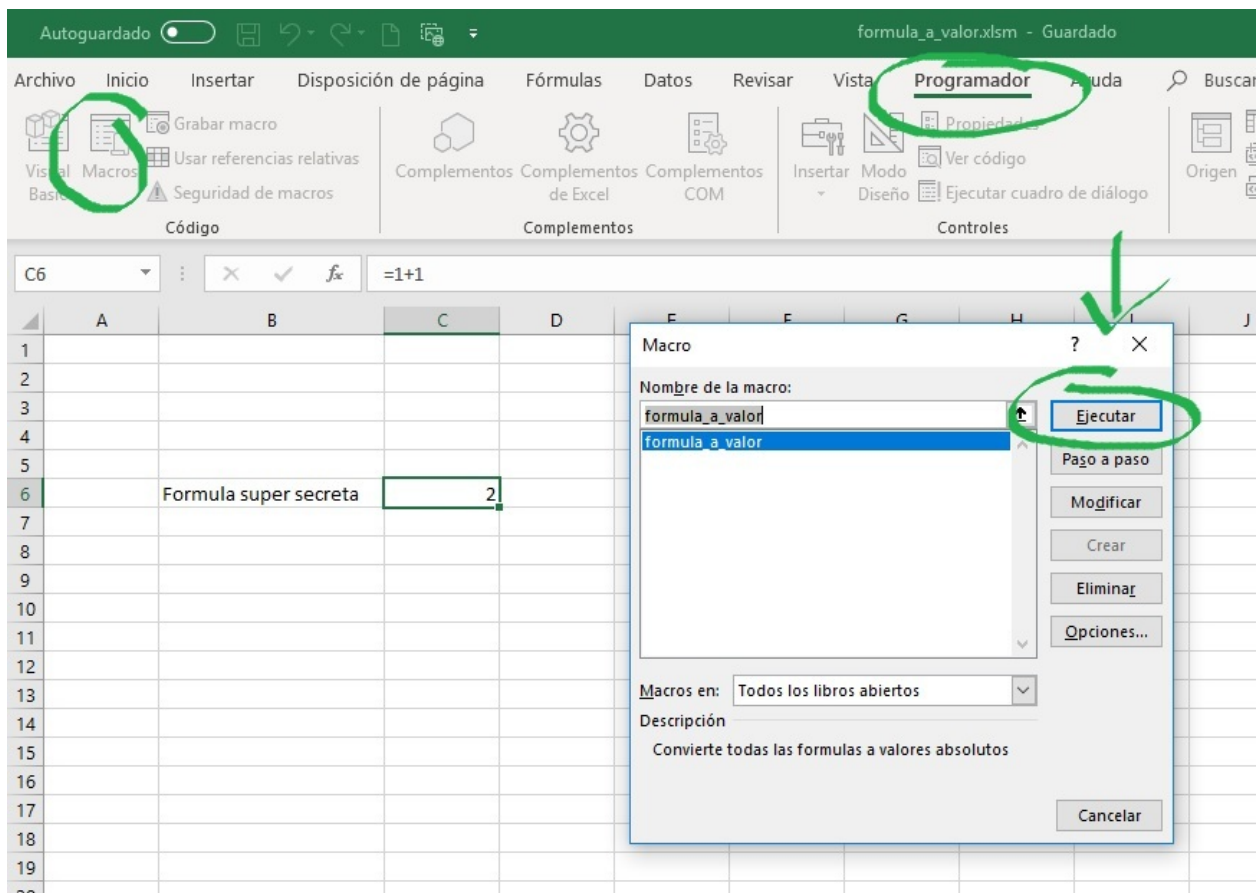 Autoguardado
formula_a_valor.xlsm - Guardado
Archivo Inicio Insertar Disposición de página Fórmulas Datos Revisar Vista Programador Ayuda Buscar
Visual Basic
Macros
Grabar macro
Usar referencias relativas
Seguridad de macros
Código
Complementos
Complementos de Excel
Complementos COM
Complementos
Insertar
Modo Diseño
Propiedades
Ver código
Ejecutar cuadro de diálogo
Controles
Origen
C6 fx =1+1
A B C D E F G H I J
1
2
3
4
5
6 Formula super secreta 2
7
8
9
10
11
12
13
14
15
16
17
18
19
20
Macro ?
Nombre de la macro:
formula_a_valor
formula_a_valor
Ejecutar
Paso a paso
Modificar
Crear
Eliminar
Opciones...
Macros en: Todos los libros abiertos
Descripción
Convierte todas las formulas a valores absolutos
Cancelar